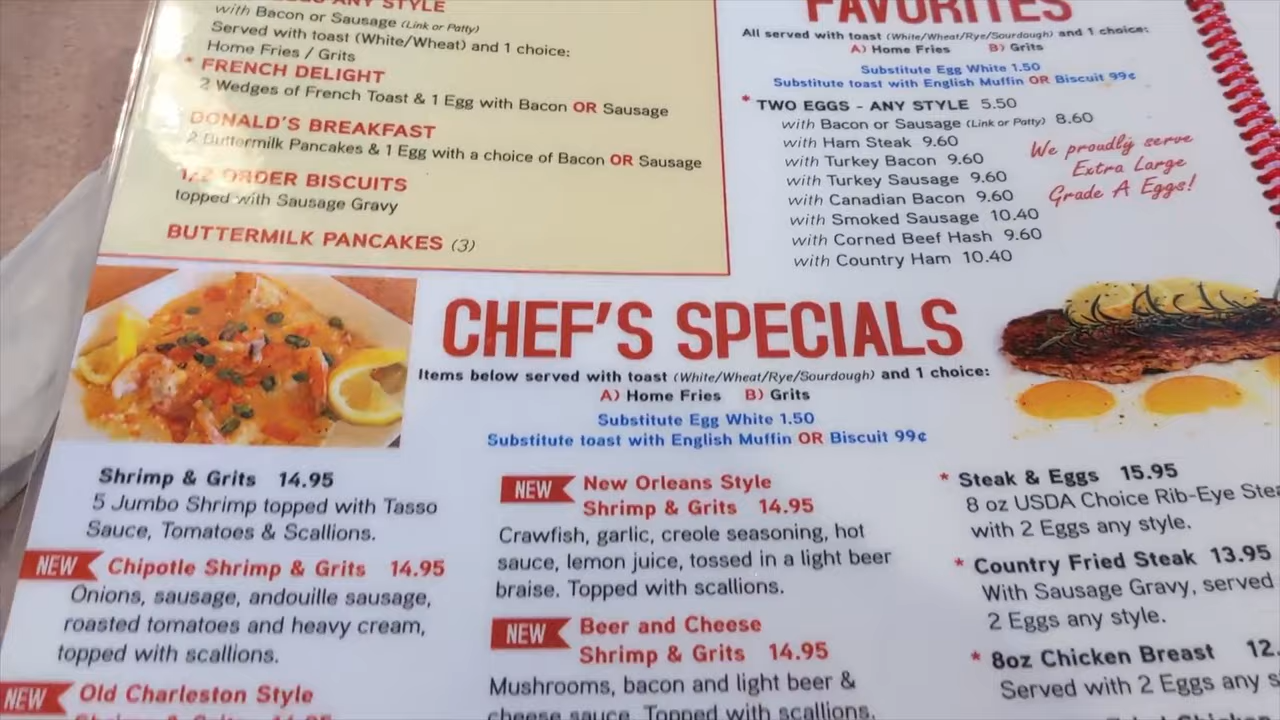 ANY STYLE
with Bacon or Sausage (Link or Patty)
Served with toast (White/Wheat) and 1 choice:
Home Fries / Grits
* FRENCH DELIGHT
2 Wedges of French Toast & 1 Egg with Bacon OR Sausage
DONALD'S BREAKFAST
2 Buttermilk Pancakes & 1 Egg with a choice of Bacon OR Sausage
1/2 ORDER BISCUITS
topped with Sausage Gravy
BUTTERMILK PANCAKES (3)
FAVORITES
All served with toast (White/Wheat/Rye/Sourdough) and 1 choice:
A) Home Fries B) Grits
Substitute Egg White 1.50
Substitute toast with English Muffin OR Biscuit 99¢
* TWO EGGS - ANY STYLE 5.50
with Bacon or Sausage (Link or Patty) 8.60
with Ham Steak 9.60
with Turkey Bacon 9.60
with Turkey Sausage 9.60
with Canadian Bacon 9.60
with Smoked Sausage 10.40
with Corned Beef Hash 9.60
with Country Ham 10.40
We proudly serve
Extra Large
Grade A Eggs!
CHEF'S SPECIALS
Items below served with toast (White/Wheat/Rye/Sourdough) and 1 choice:
A) Home Fries B) Grits
Substitute Egg White 1.50
Substitute toast with English Muffin OR Biscuit 99¢
Shrimp & Grits 14.95
5 Jumbo Shrimp topped with Tasso
Sauce, Tomatoes & Scallions.
NEW Chipotle Shrimp & Grits 14.95
Onions, sausage, andouille sausage,
roasted tomatoes and heavy cream,
topped with scallions.
NEW Old Charleston Style
Shrimp & Grits 14.95
NEW New Orleans Style
Shrimp & Grits 14.95
Crawfish, garlic, creole seasoning, hot
sauce, lemon juice, tossed in a light beer
braise. Topped with scallions.
NEW Beer and Cheese
Shrimp & Grits 14.95
Mushrooms, bacon and light beer &
cheese sauce. Topped with scallions.
* Steak & Eggs 15.95
8 oz USDA Choice Rib-Eye
with 2 Eggs any style.
* Country Fried Steak 13.95
With Sausage Gravy, served
2 Eggs any style.
* 8oz Chicken Breast 12.
Served with 2 Eggs any